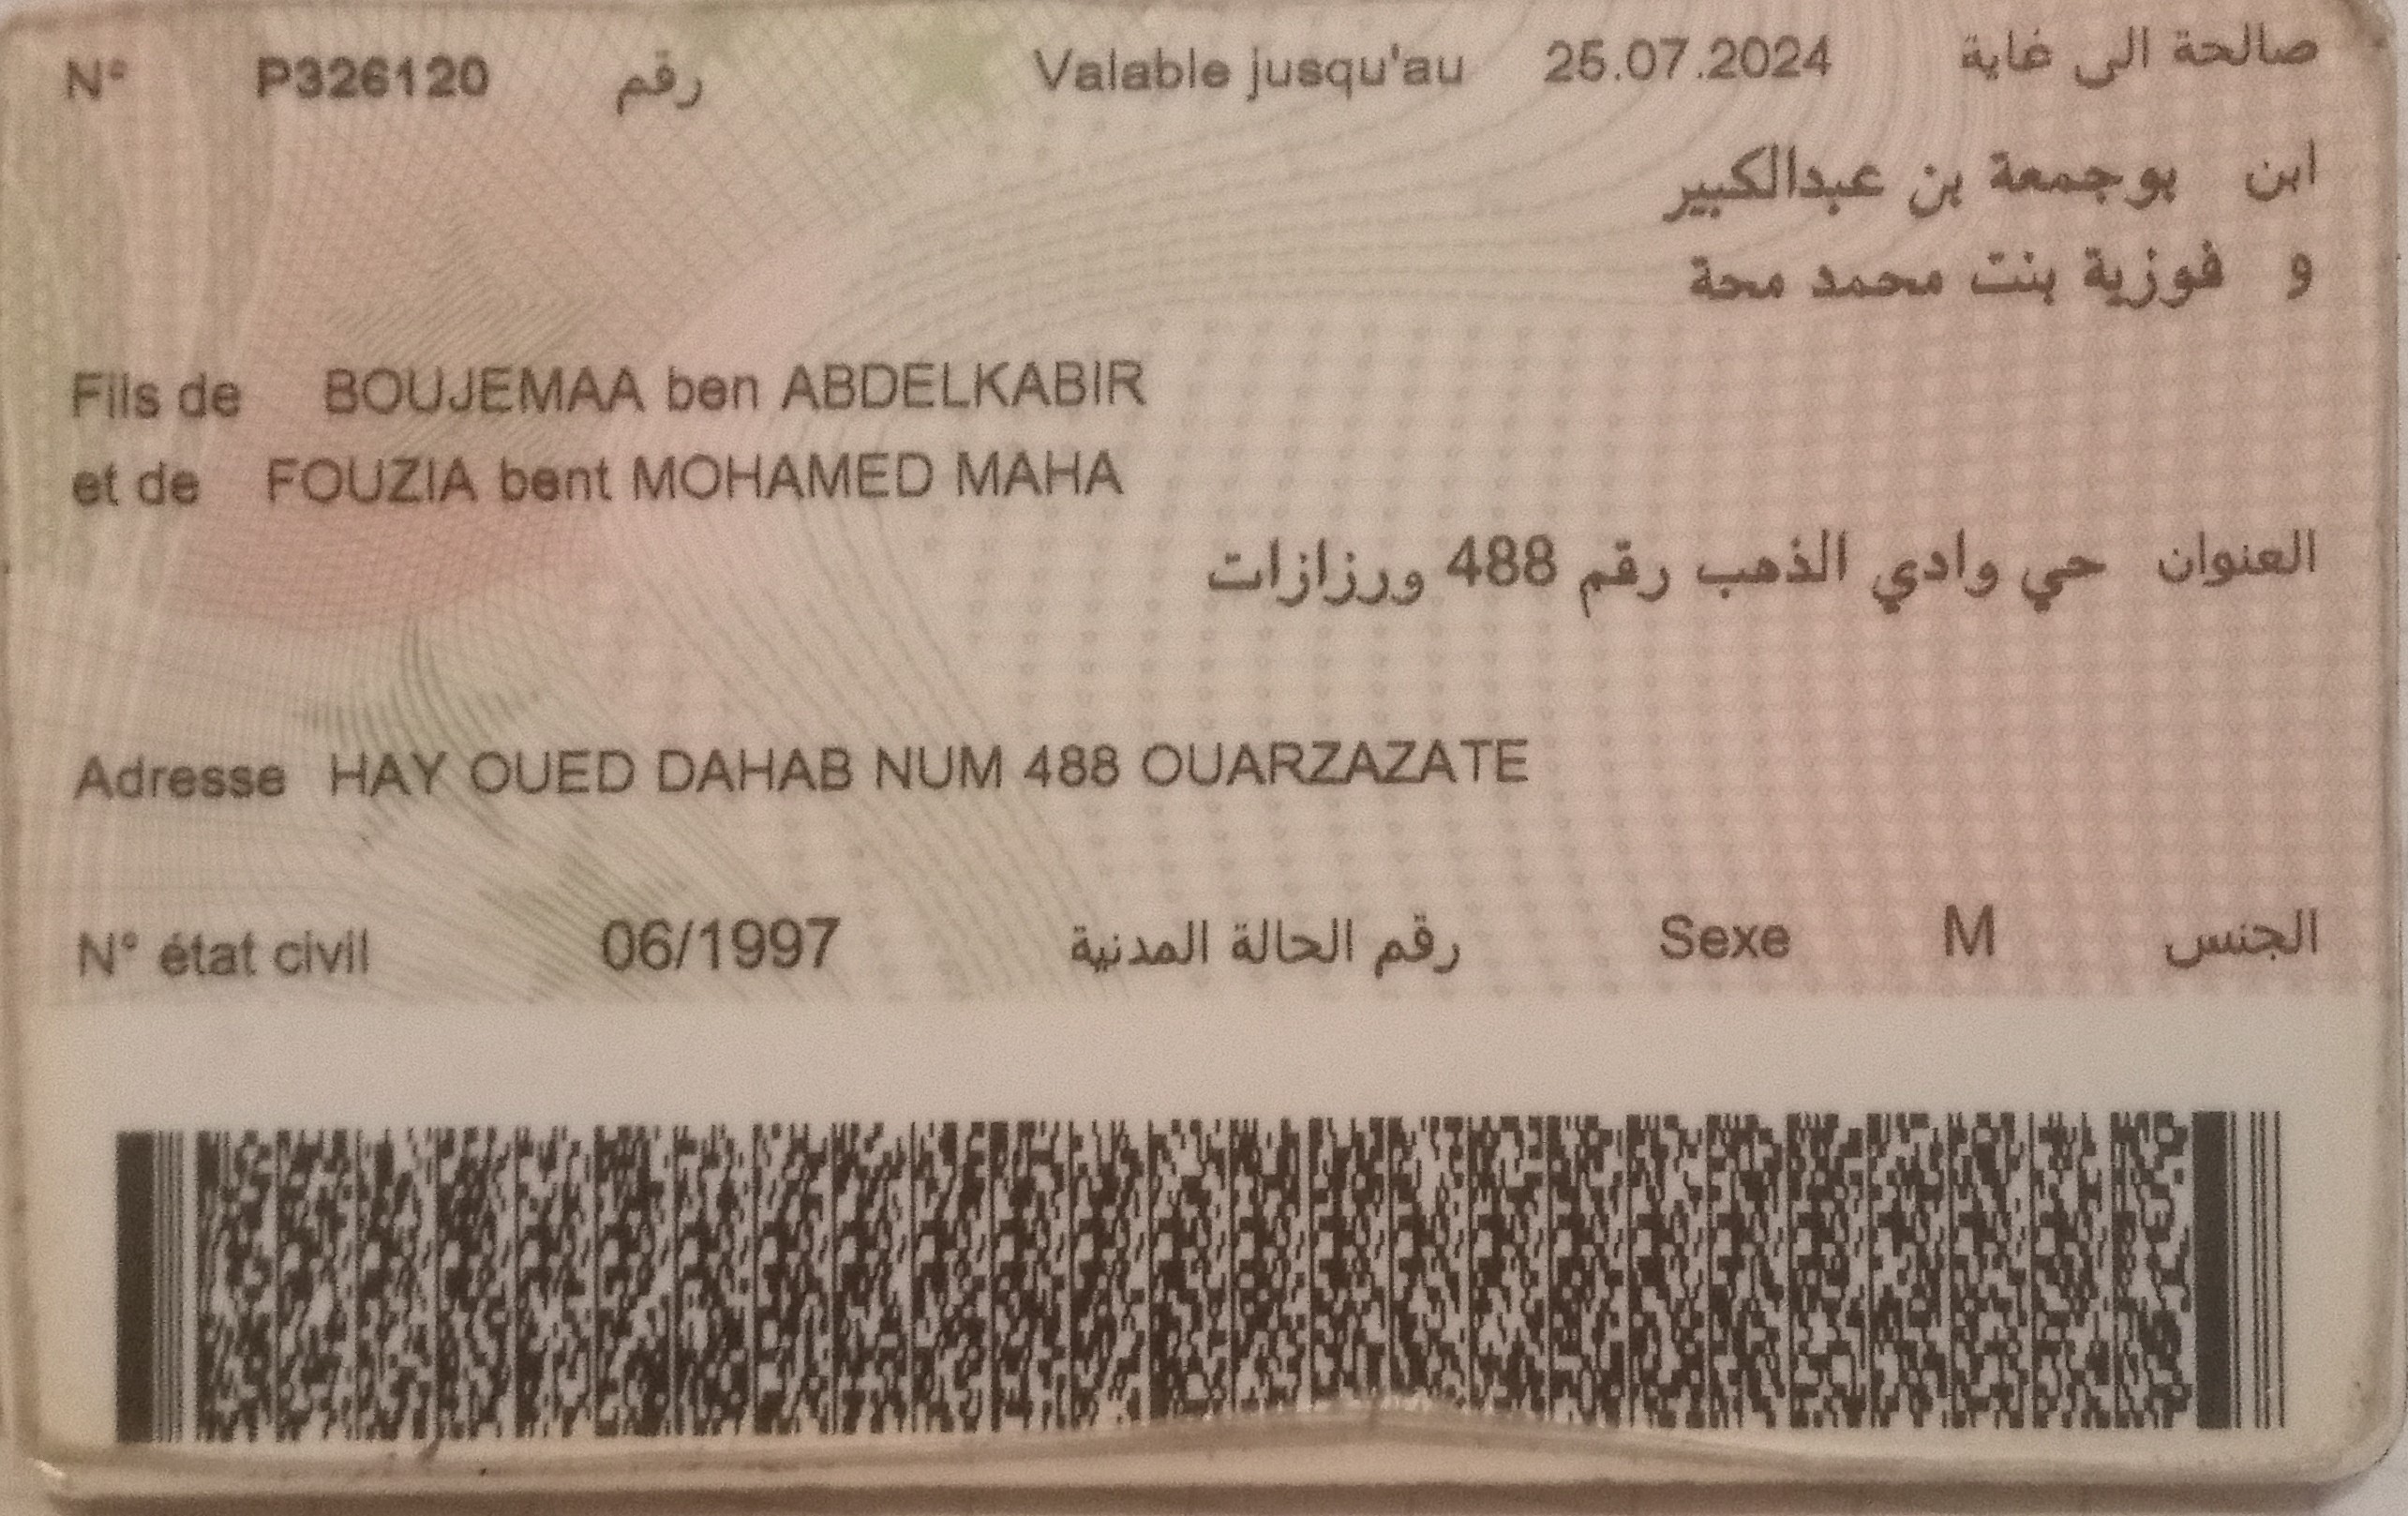 N° P326120 رقم Valable jusqu'au 25.07.2024 صالحة الى غاية
ابن بوجمعة بن عبدالكبير
و فوزية بنت محمد محة
Fils de BOUJEMAA ben ABDELKABIR
et de FOUZIA bent MOHAMED MAHA
العنوان حي وادي الذهب رقم 488 ورزازات
Adresse HAY OUED DAHAB NUM 488 OUARZAZATE
N° état civil 06/1997 رقم الحالة المدنية Sexe M الجنس